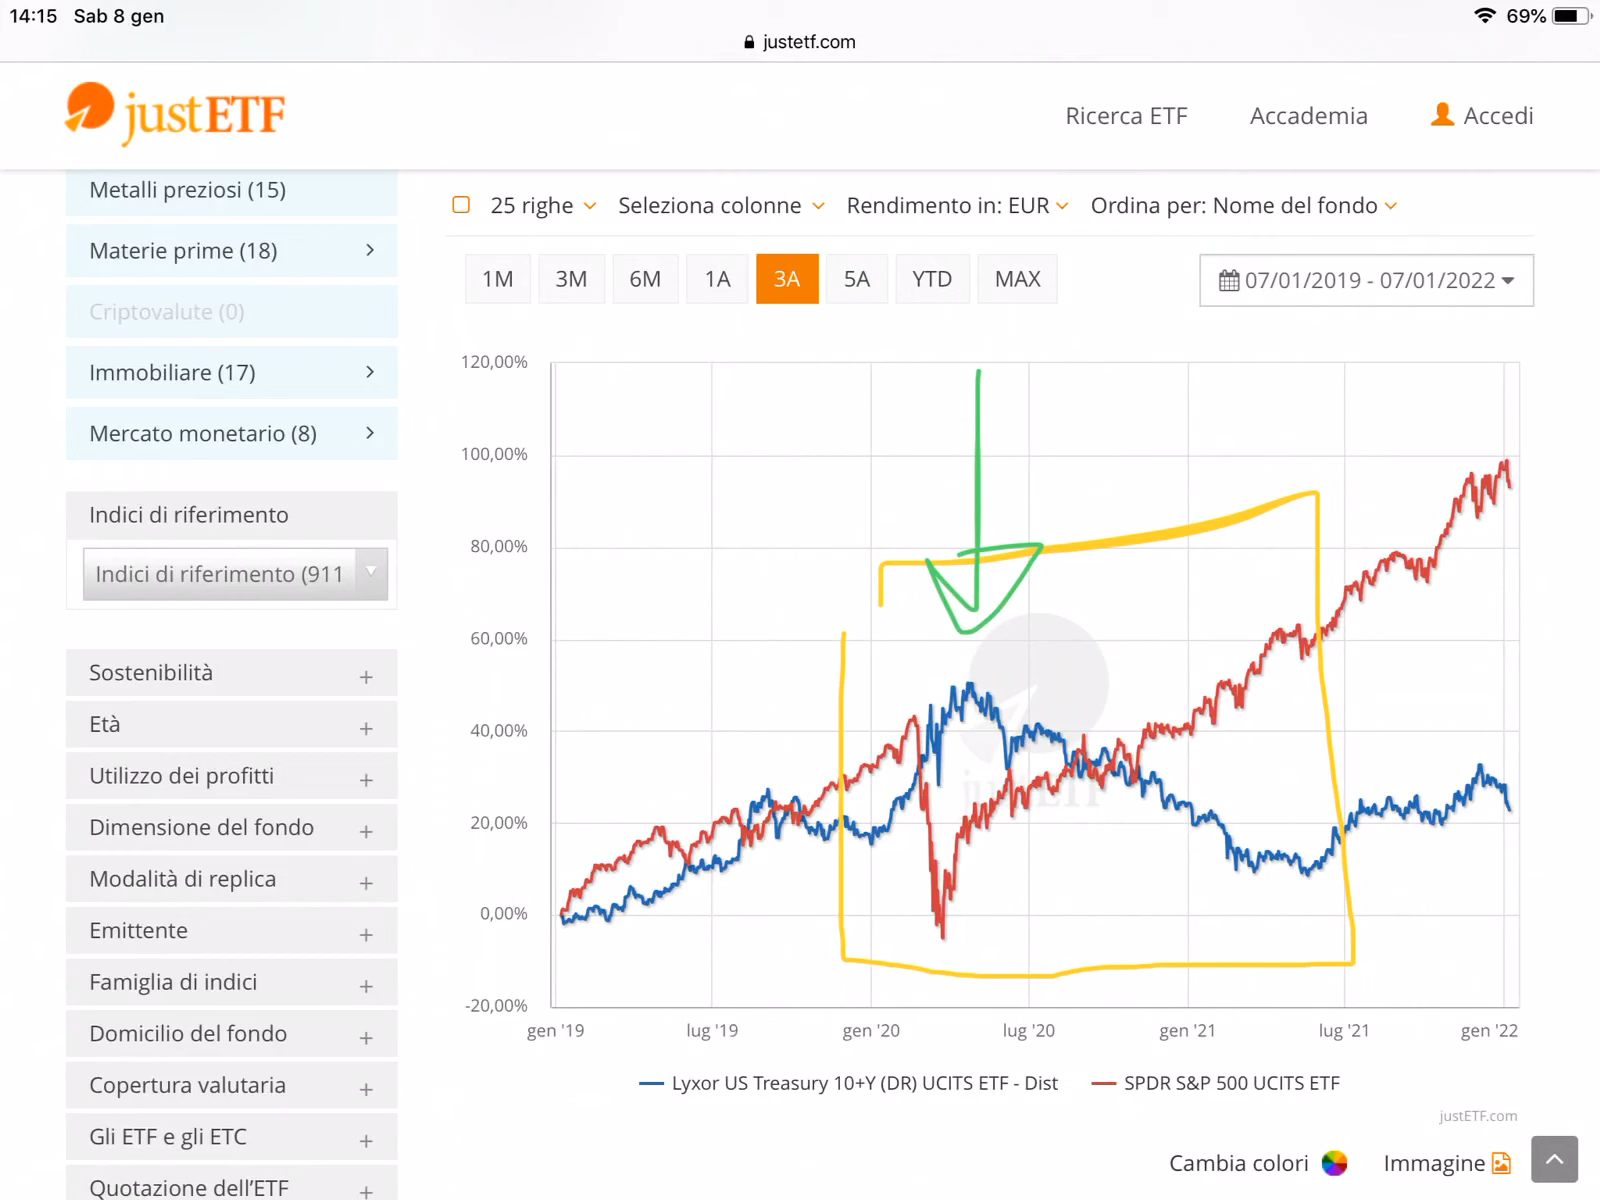 14:15 Sab 8 gen
69%
justetf.com
justETF
Ricerca ETF
Accademia
Accedi
Metalli preziosi (15)
Materie prime (18)
Criptovalute (0)
Immobiliare (17)
Mercato monetario (8)
Indici di riferimento
Indici di riferimento (911
Sostenibilità
Età
Utilizzo dei profitti
Dimensione del fondo
Modalità di replica
Emittente
Famiglia di indici
Domicilio del fondo
Copertura valutaria
Gli ETF e gli ETC
Quotazione dell'ETF
25 righe
Seleziona colonne
Rendimento in: EUR
Ordina per: Nome del fondo
1M 3M 6M 1A 3A 5A YTD MAX
07/01/2019 - 07/01/2022
120,00%
100,00%
80,00%
60,00%
40,00%
20,00%
0,00%
-20,00%
gen '19 lug '19 gen '20 lug '20 gen '21 lug '21 gen '22
Lyxor US Treasury 10+Y (DR) UCITS ETF - Dist
SPDR S&P 500 UCITS ETF
justETF.com
Cambia colori
Immagine